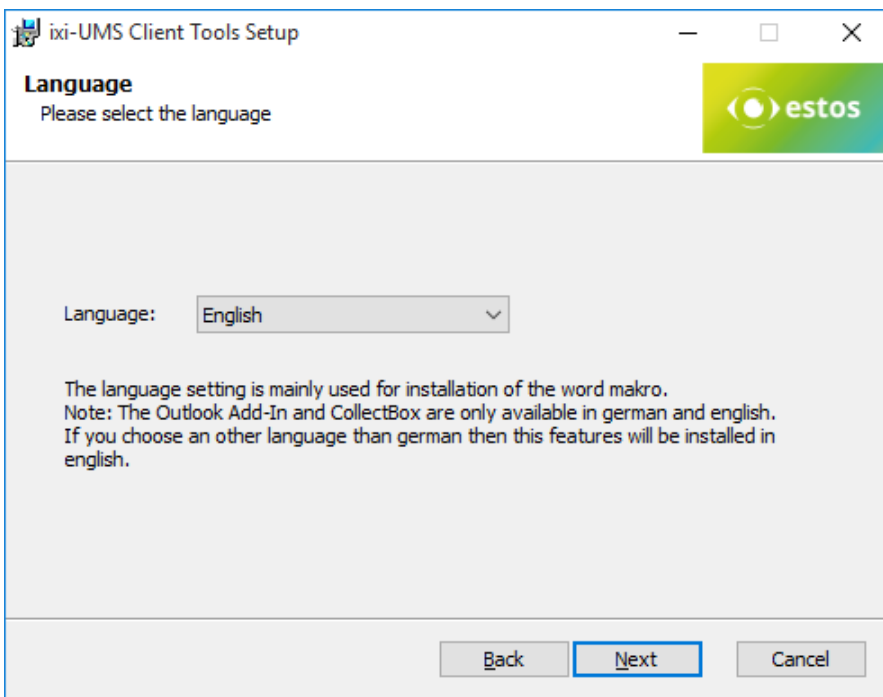 ixi-UMS Client Tools Setup
Language
Please select the language
estos
Language:
English
The language setting is mainly used for installation of the word makro.
Note: The Outlook Add-In and CollectBox are only available in german and english.
If you choose an other language than german then this features will be installed in
english.
Back
Next
Cancel